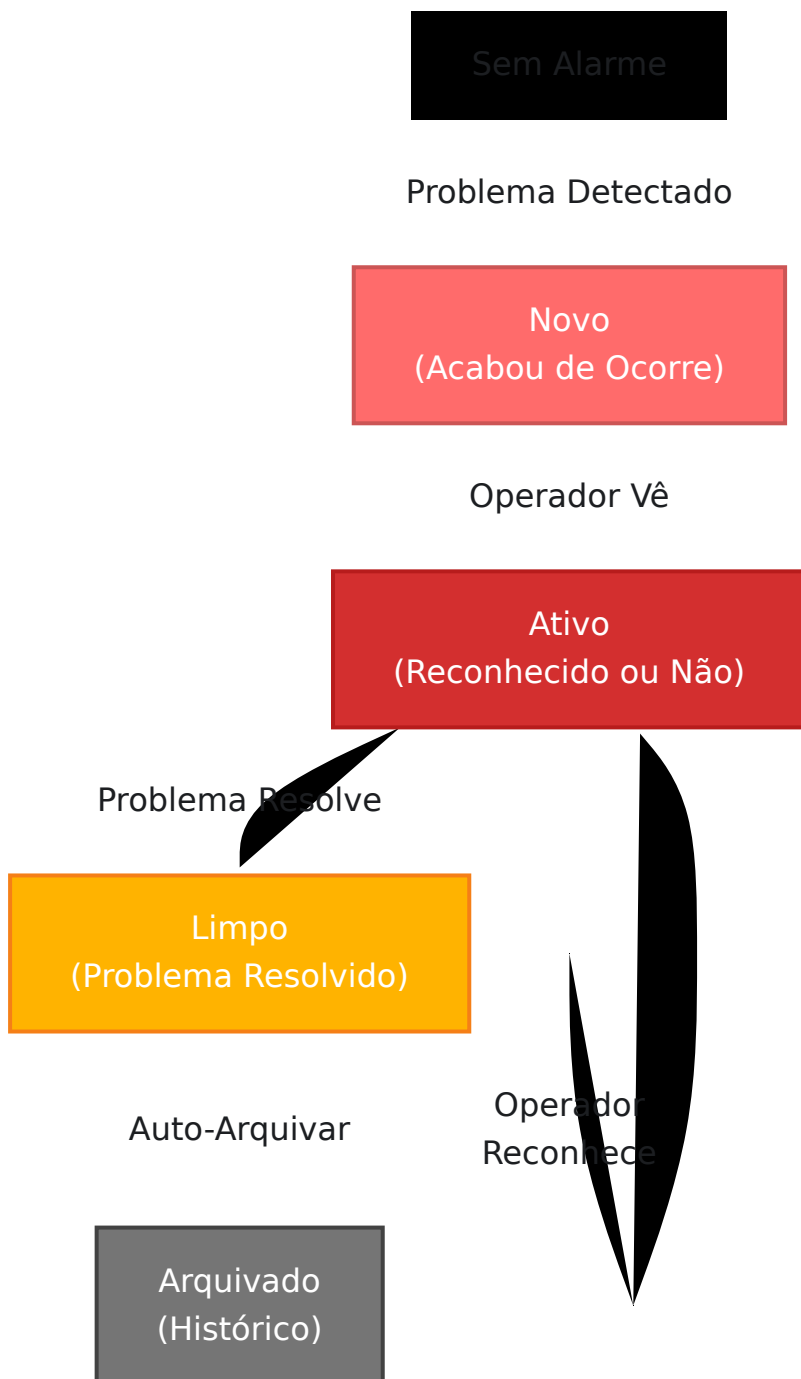 Sem Alarme
Problema Detectado
Novo
(Acabou de Ocorre)
Operador Vê
Ativo
(Reconhecido ou Não)
Problema Resolve
Limpo
(Problema Resolvido)
Operador
Reconhece
Auto-Arquivar
Arquivado
(Histórico)